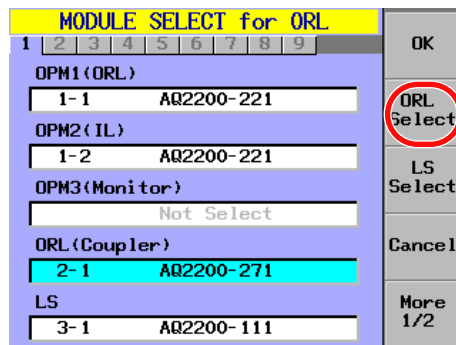 MODULE SELECT for ORL
1 2 3 4 5 6 7 8 9
OPM1(ORL)
1-1 AQ2200-221
OPM2(IL)
1-2 AQ2200-221
OPM3(Monitor)
Not Select
ORL(Coupler)
2-1 AQ2200-271
LS
3-1 AQ2200-111
OK
ORL
Select
LS
Select
Cancel
More
1/2